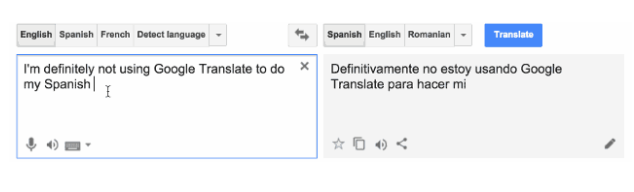 English Spanish French Detect language
Spanish English Romanian
Translate
I'm definitely not using Google Translate to do
my Spanish
Definitivamente no estoy usando Google
Translate para hacer mi